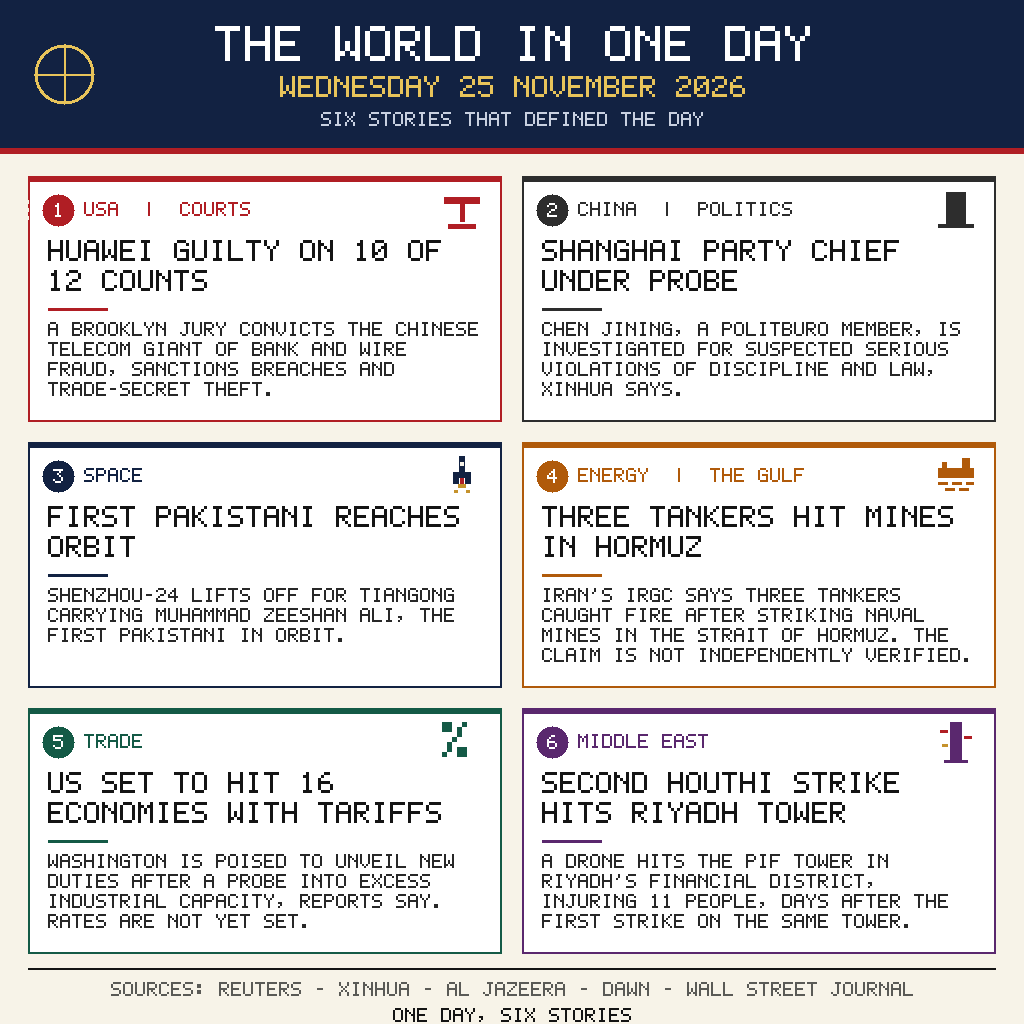 THE WORLD IN ONE DAY
WEDNESDAY 25 NOVEMBER 2026
SIX STORIES THAT DEFINED THE DAY
1 USA | COURTS
HUAWEI GUILTY ON 10 OF
12 COUNTS
A BROOKLYN JURY CONVICTS THE CHINESE
TELECOM GIANT OF BANK AND WIRE
FRAUD, SANCTIONS BREACHES AND
TRADE-SECRET THEFT.
2 CHINA | POLITICS
SHANGHAI PARTY CHIEF
UNDER PROBE
CHEN JINING, A POLITBURO MEMBER, IS
INVESTIGATED FOR SUSPECTED SERIOUS
VIOLATIONS OF DISCIPLINE AND LAW,
XINHUA SAYS.
3 SPACE
FIRST PAKISTANI REACHES
ORBIT
SHENZHOU-24 LIFTS OFF FOR TIANGONG
CARRYING MUHAMMAD ZEESHAN ALI, THE
FIRST PAKISTANI IN ORBIT.
4 ENERGY | THE GULF
THREE TANKERS HIT MINES
IN HORMUZ
IRAN'S IRGC SAYS THREE TANKERS
CAUGHT FIRE AFTER STRIKING NAVAL
MINES IN THE STRAIT OF HORMUZ. THE
CLAIM IS NOT INDEPENDENTLY VERIFIED.
5 TRADE
US SET TO HIT 16
ECONOMIES WITH TARIFFS
WASHINGTON IS POISED TO UNVEIL NEW
DUTIES AFTER A PROBE INTO EXCESS
INDUSTRIAL CAPACITY, REPORTS SAY.
RATES ARE NOT YET SET.
6 MIDDLE EAST
SECOND HOUTHI STRIKE
HITS RIYADH TOWER
A DRONE HITS THE PIF TOWER IN
RIYADH'S FINANCIAL DISTRICT,
INJURING 11 PEOPLE, DAYS AFTER THE
FIRST STRIKE ON THE SAME TOWER.
SOURCES: REUTERS - XINHUA - AL JAZEERA - DAWN - WALL STREET JOURNAL
ONE DAY, SIX STORIES